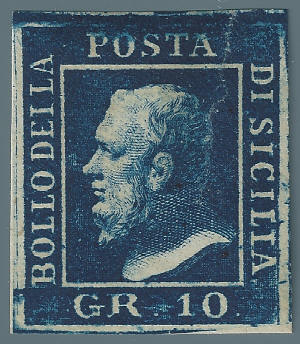 BOLLO DELLA
POSTA
DI SICILIA
GR. 10.